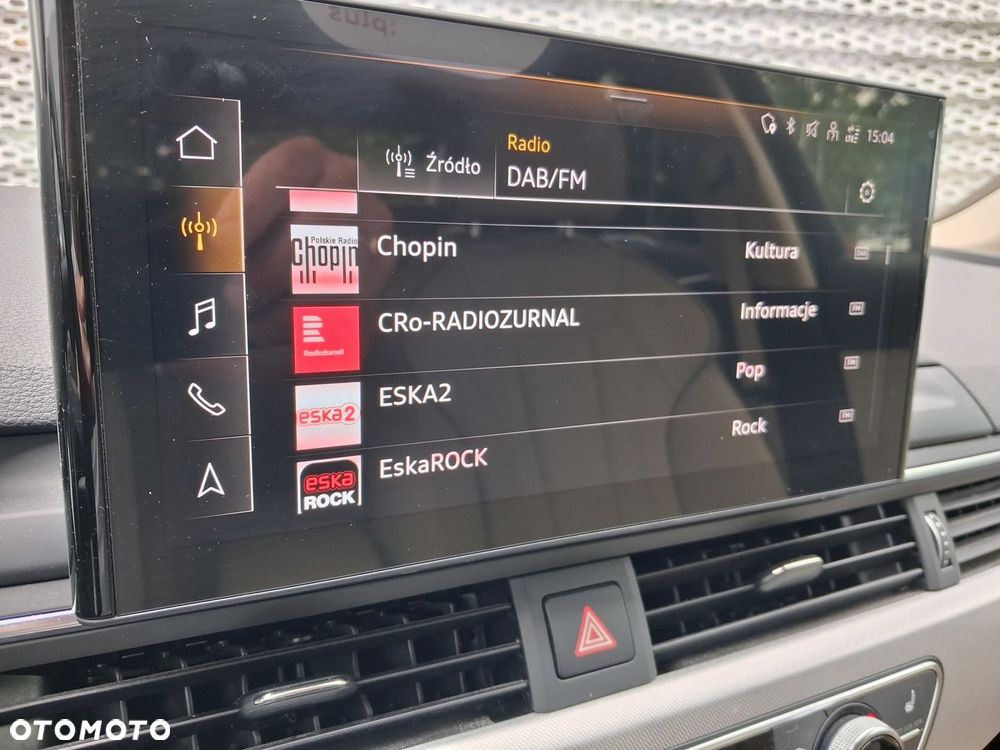 :plus
15:04
Źródło
Radio
DAB/FM
Polskie Radio
Chopin
Chopin
Kultura
Radiožurnál
CRo-RADIOZURNAL
Informacje
eska2
ESKA2
Pop
eska
ROCK
EskaROCK
Rock
OTOMOTO